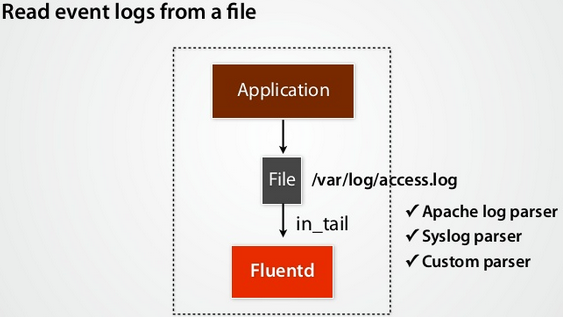 Read event logs from a file
Application
File
/var/log/access.log
in_tail
✓ Apache log parser
✓ Syslog parser
✓ Custom parser
Fluentd